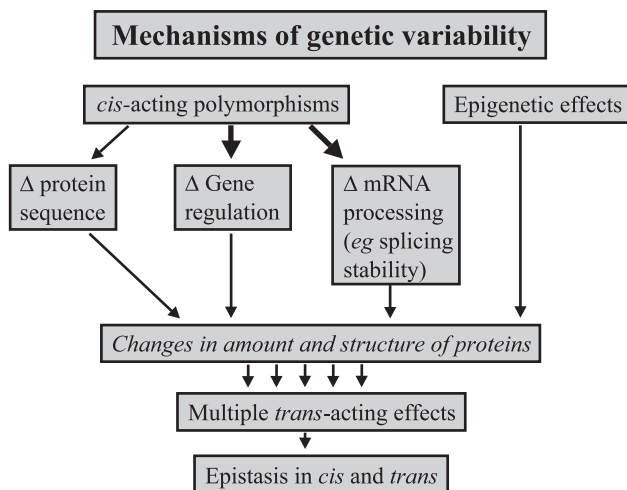 Mechanisms of genetic variability
cis-acting polymorphisms
Epigenetic effects
Δ protein
sequence
Δ Gene
regulation
Δ mRNA
processing
(eg splicing
stability)
Changes in amount and structure of proteins
Multiple trans-acting effects
Epistasis in cis and trans